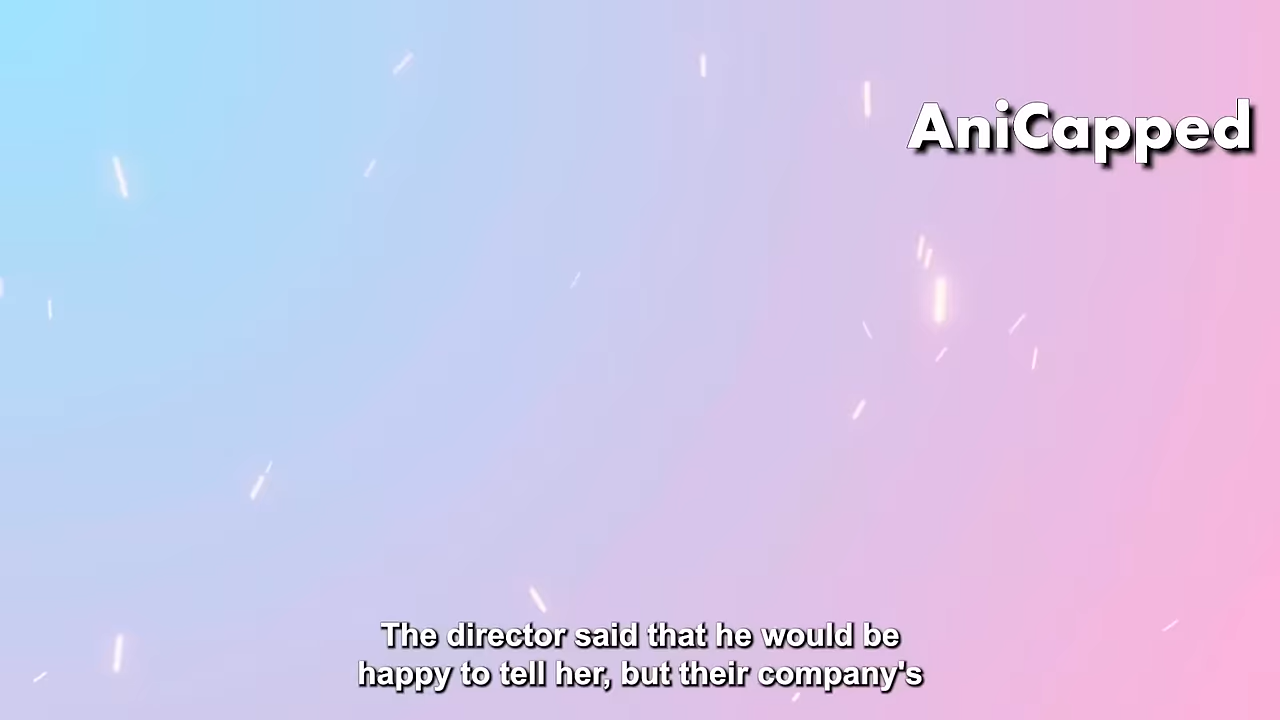 AniCapped
The director said that he would be
happy to tell her, but their company's